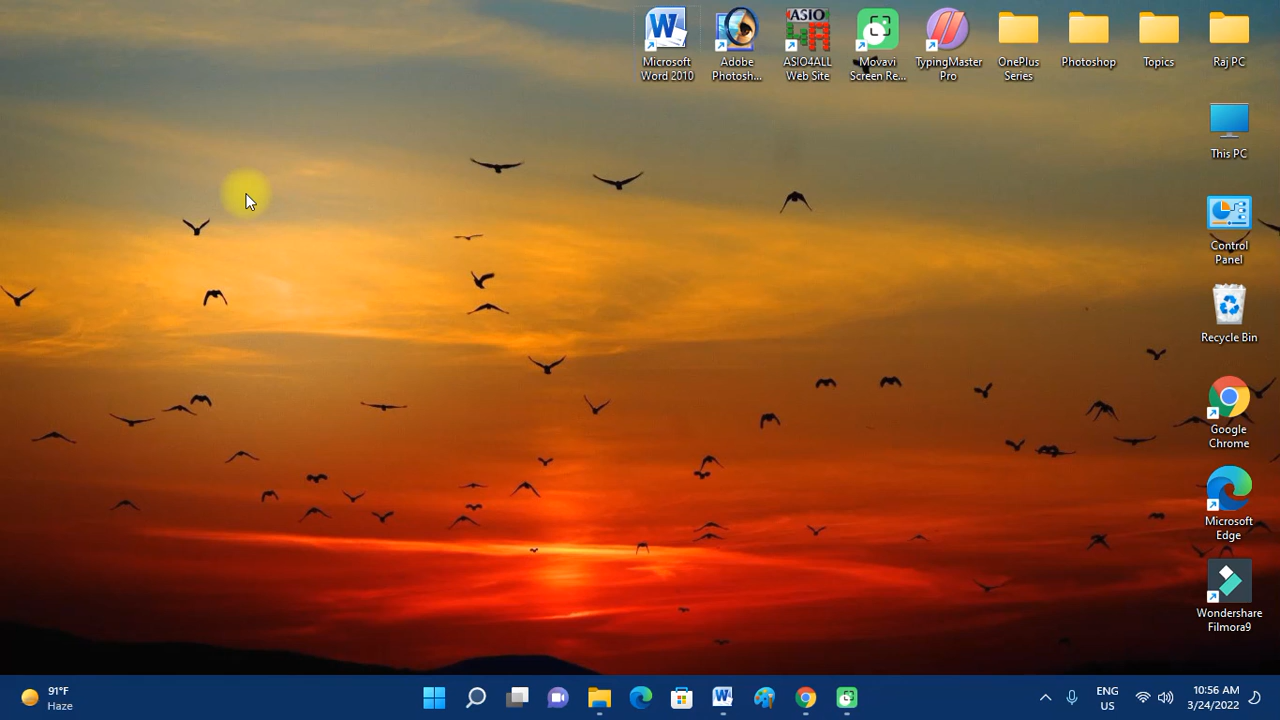 Microsoft
Word 2010
Adobe
Photosh...
ASIO
ASIO4ALL
Web Site
Movavi
Screen Re...
TypingMaster
Pro
OnePlus
Series
Photoshop
Topics
Raj PC
This PC
Control
Panel
Recycle Bin
Google
Chrome
Microsoft
Edge
Wondershare
Filmora9
91°F
Haze
ENG
US
10:56 AM
3/24/2022